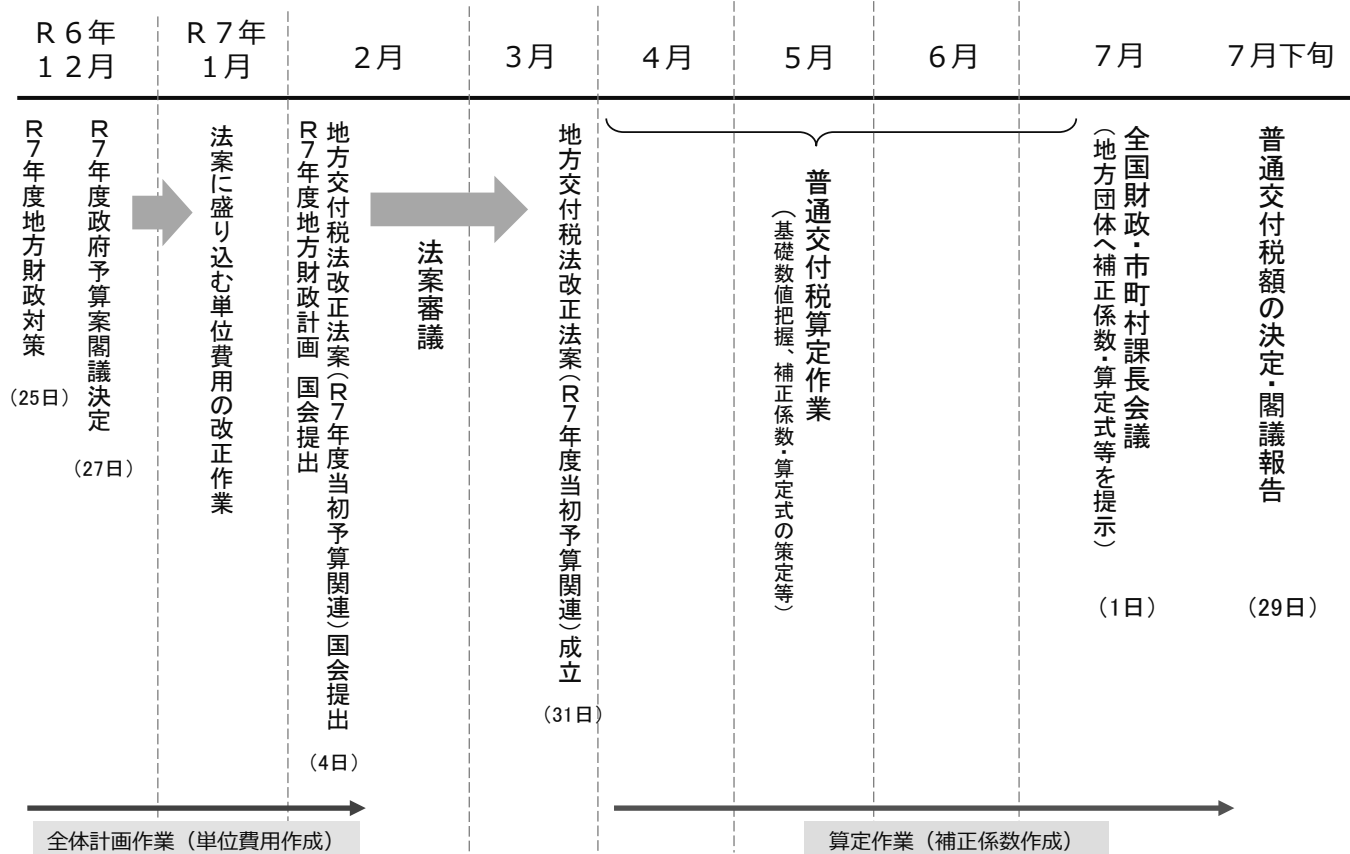 R6年
12月
R7年
1月
2月
3月
4月
5月
6月
7月
7月下旬
R7年度地方財政対策
(25日)
R7年度政府予算案閣議決定
(27日)
法案に盛り込む単位費用の改正作業
地方交付税法改正法案(R7年度当初予算関連)国会提出
R7年度地方財政計画 国会提出
(4日)
法案審議
地方交付税法改正法案(R7年度当初予算関連)成立
(31日)
普通交付税算定作業
(基礎数値把握、補正係数・算定式の策定等)
全国財政・市町村課長会議
(地方団体へ補正係数・算定式等を提示)
(1日)
普通交付税額の決定・閣議報告
(29日)
全体計画作業(単位費用作成)
算定作業(補正係数作成)